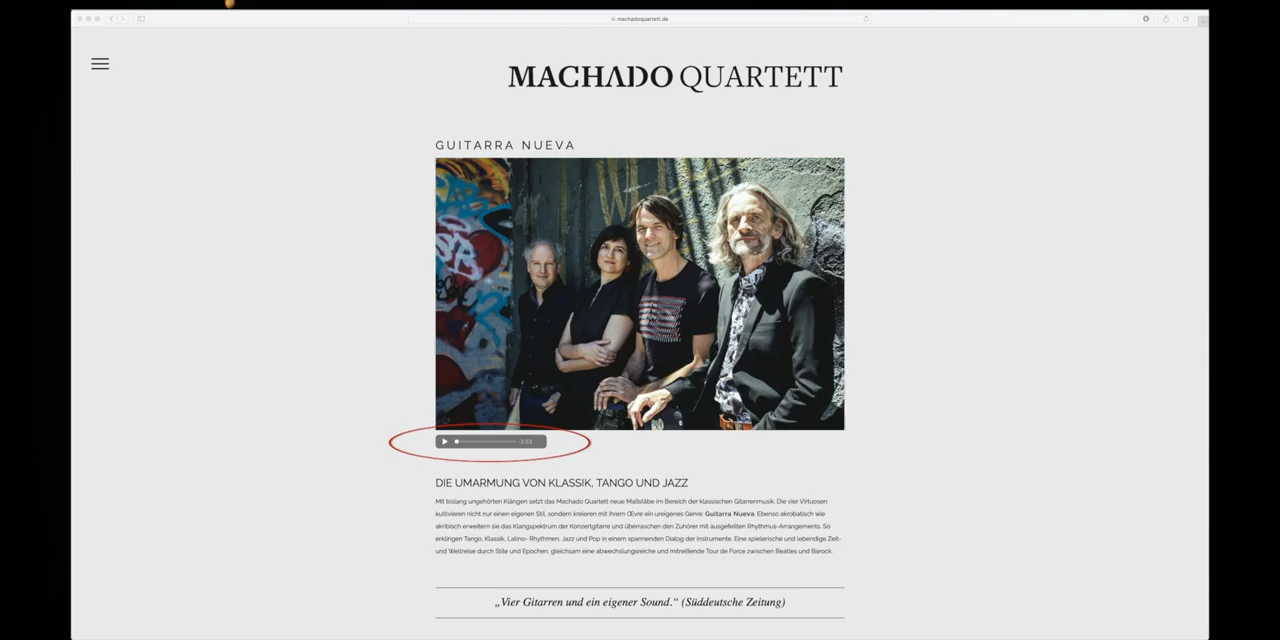 machadoquartett.de
MACHADO QUARTETT
GUITARRA NUEVA
-3:53
DIE UMARMUNG VON KLASSIK, TANGO UND JAZZ
Mit bislang ungehörten Klängen setzt das Machado Quartett neue Maßstäbe im Bereich der klassischen Gitarrenmusik. Die vier Virtuosen
kultivieren nicht nur einen eigenen Stil, sondern kreieren mit ihrem Œvre ein ureigenes Genre: Guitarra Nueva. Ebenso akrobatisch wie
akribisch erweitern sie das Klangspektrum der Konzertgitarre und überraschen den Zuhörer mit ausgefeilten Rhythmus-Arrangements. So
erklingen Tango, Klassik, Latino- Rhythmen, Jazz und Pop in einem spannenden Dialog der Instrumente. Eine spielerische und lebendige Zeit-
und Weltreise durch Stile und Epochen, gleichsam eine abwechslungsreiche und mitreißende Tour de Force zwischen Beatles und Barock.
„Vier Gitarren und ein eigener Sound.“ (Süddeutsche Zeitung)